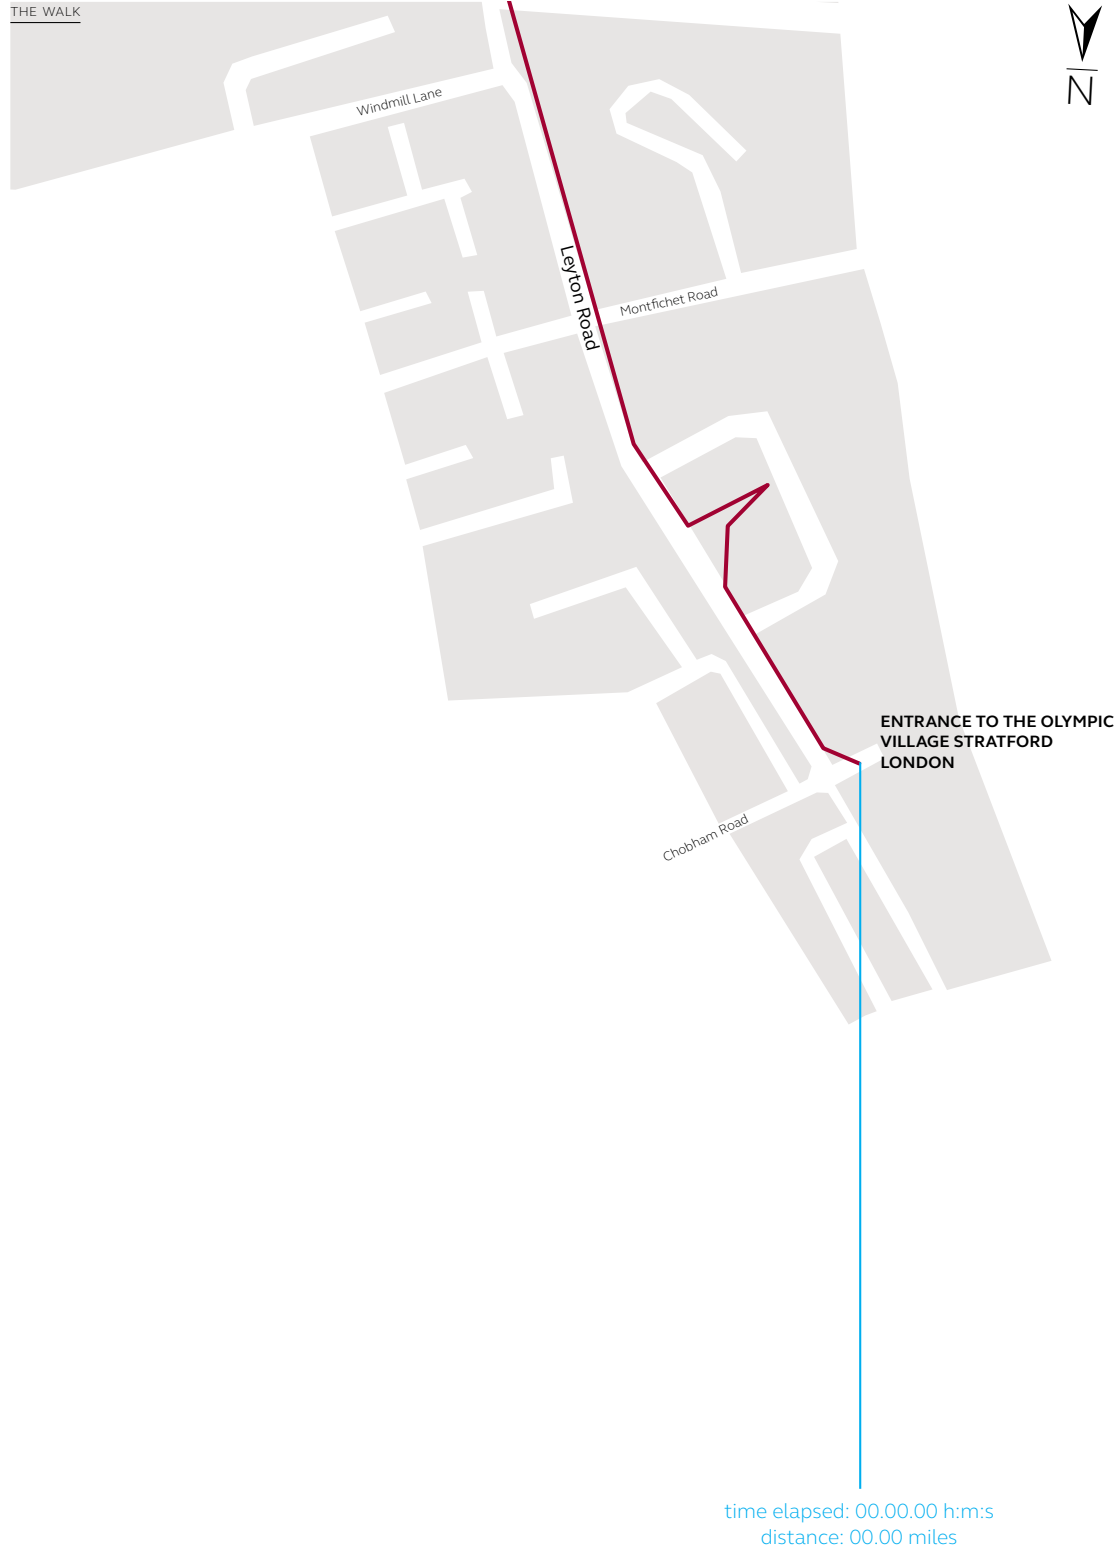 THE WALK
N
Windmill Lane
Leyton Road
Montfichet Road
ENTRANCE TO THE OLYMPIC
VILLAGE STRATFORD
LONDON
Chobham Road
time elapsed: 00.00.00 h:m:s
distance: 00.00 miles